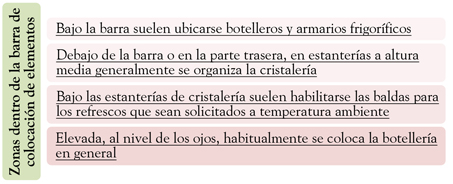 Zonas dentro de la barra de
colocación de elementos
Bajo la barra suelen ubicarse botelleros y armarios frigoríficos
Debajo de la barra o en la parte trasera, en estanterías a altura
media generalmente se organiza la cristalería
Bajo las estanterías de cristalería suelen habilitarse las baldas para
los refrescos que sean solicitados a temperatura ambiente
Elevada, al nivel de los ojos, habitualmente se coloca la botellería
en general